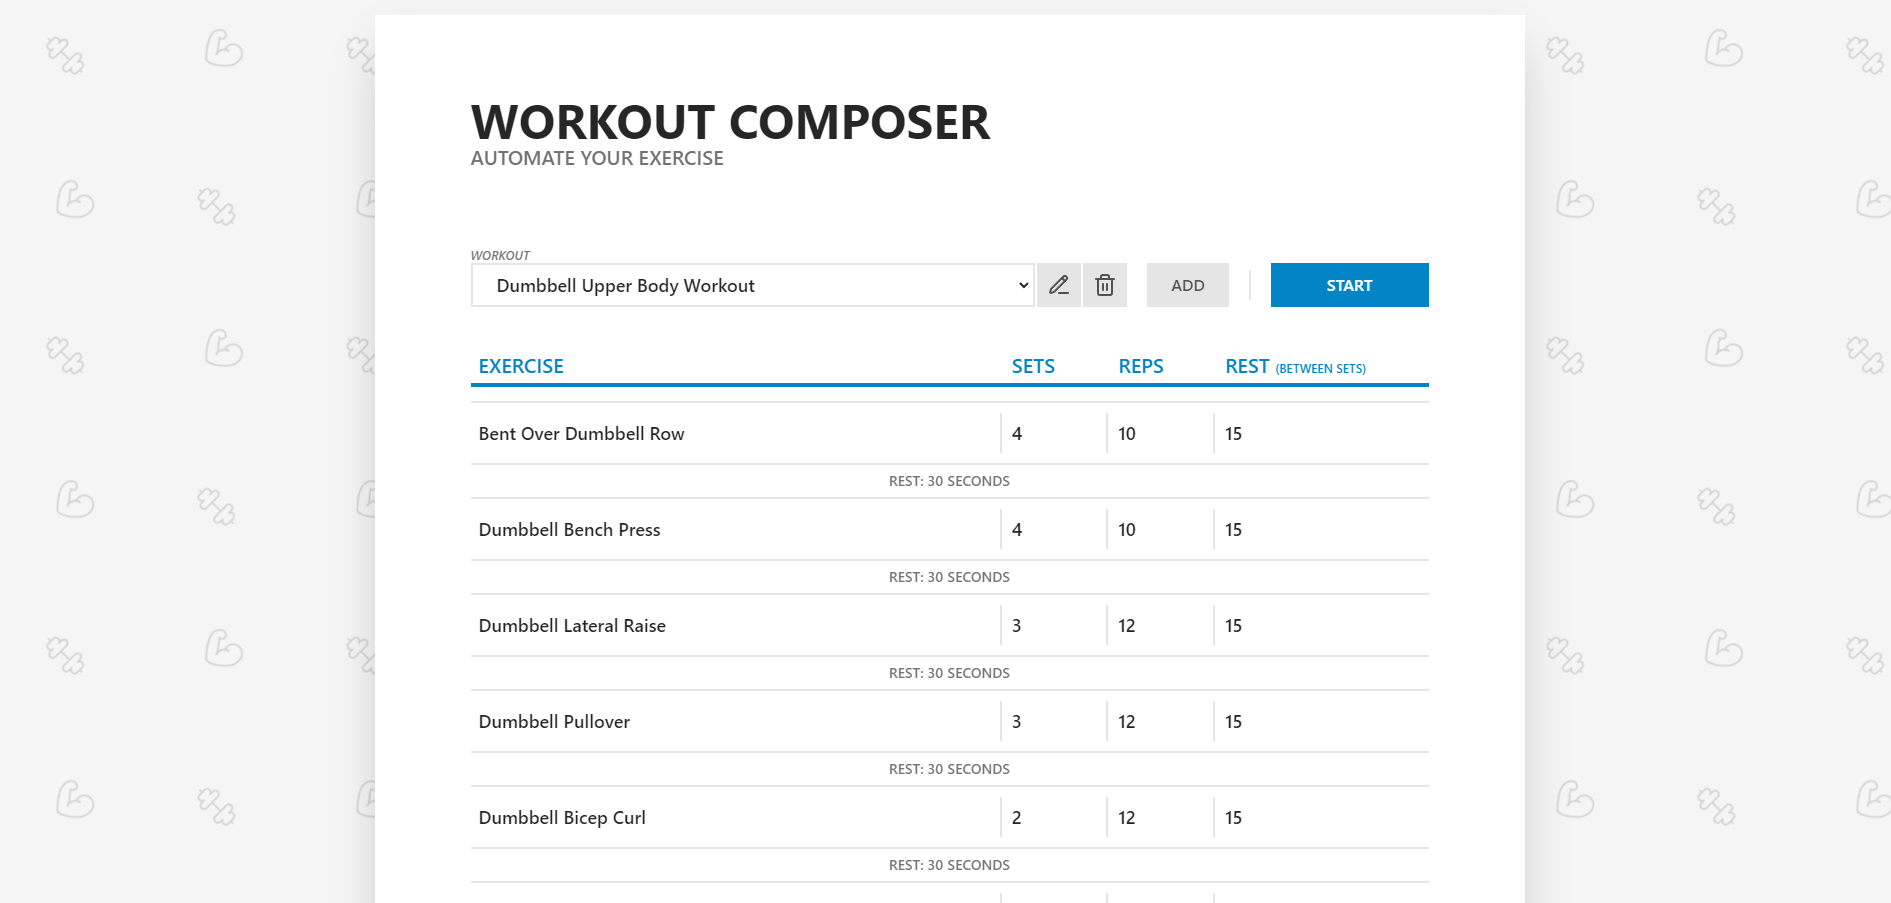 WORKOUT COMPOSER
AUTOMATE YOUR EXERCISE
WORKOUT
Dumbbell Upper Body Workout ADD START
EXERCISE SETS REPS REST (BETWEEN SETS)
Bent Over Dumbbell Row 4 10 15
REST: 30 SECONDS
Dumbbell Bench Press 4 10 15
REST: 30 SECONDS
Dumbbell Lateral Raise 3 12 15
REST: 30 SECONDS
Dumbbell Pullover 3 12 15
REST: 30 SECONDS
Dumbbell Bicep Curl 2 12 15
REST: 30 SECONDS